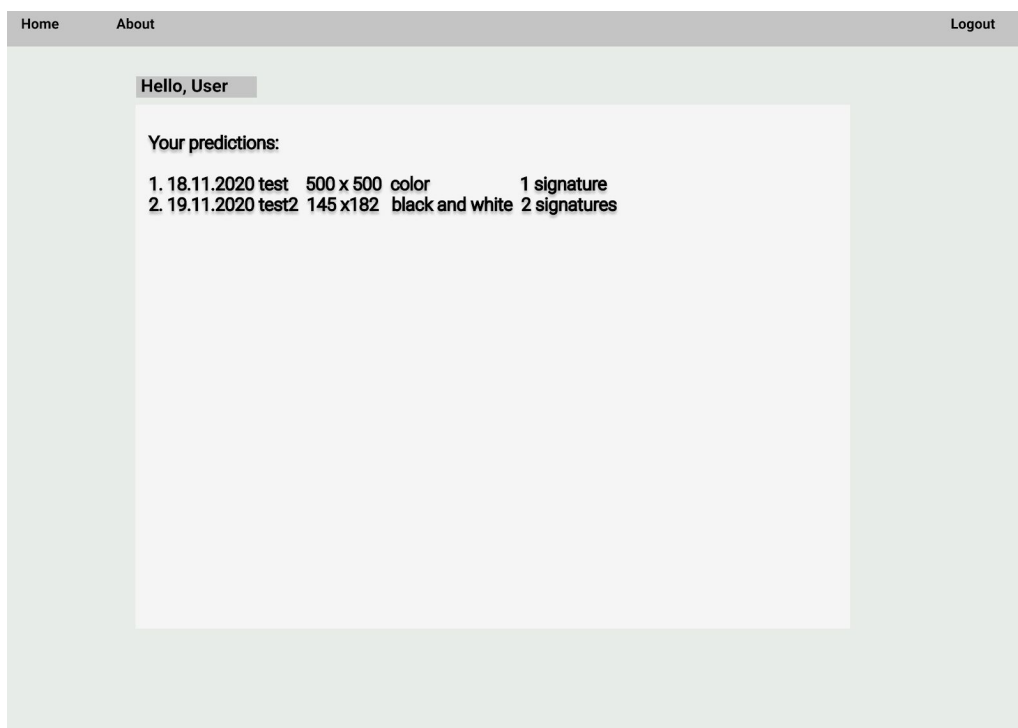 Home About Logout
Hello, User
Your predictions:
1. 18.11.2020 test 500 x 500 color 1 signature
2. 19.11.2020 test2 145 x182 black and white 2 signatures